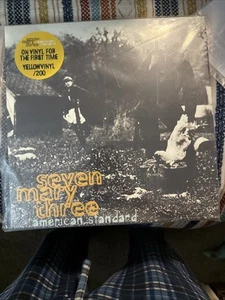 ON VINYL FOR
THE FIRST TIME
YELLOW VINYL
/200
seven
mary
three
american standard